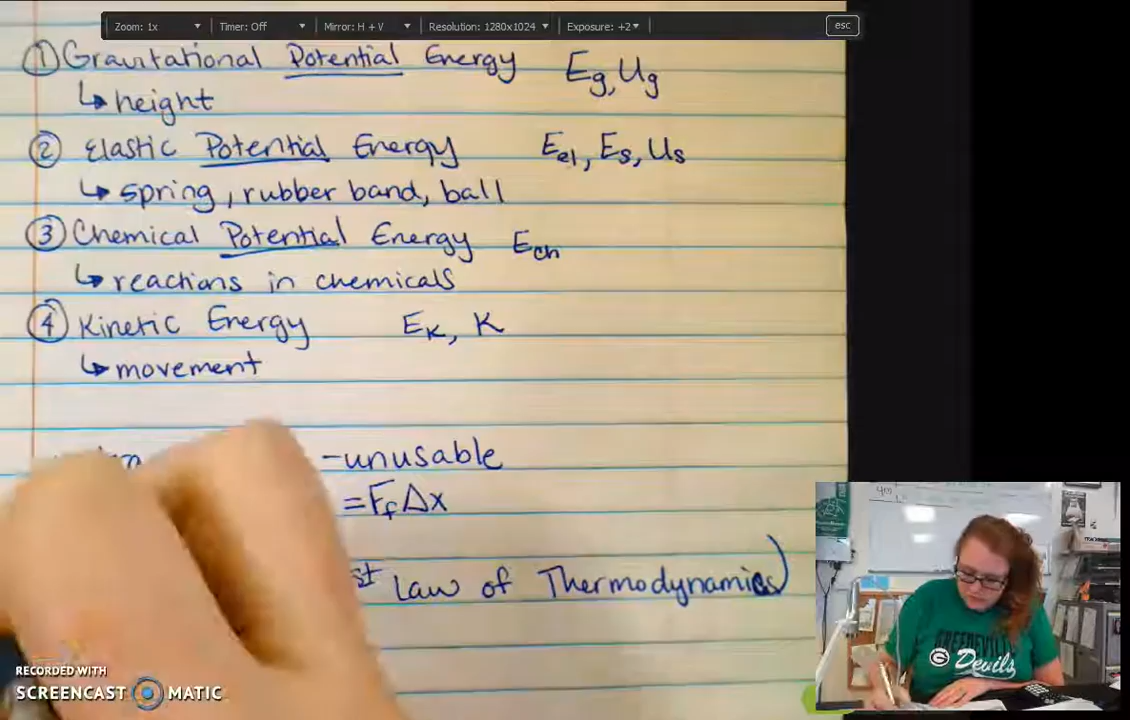 Zoom: 1x Timer: Off Mirror: H + V Resolution: 1280x1024 Exposure: +2 esc
① Gravitational Potential Energy Eg, Ug
↳ height
② Elastic Potential Energy Eel, Es, Us
↳ spring, rubber band, ball
③ Chemical Potential Energy Ech
↳ reactions in chemicals
④ Kinetic Energy EK, K
↳ movement
-unusable
=FfΔx
st Law of Thermodynamics)
GREENEVILLE
G Devils
RECORDED WITH
SCREENCAST MATIC